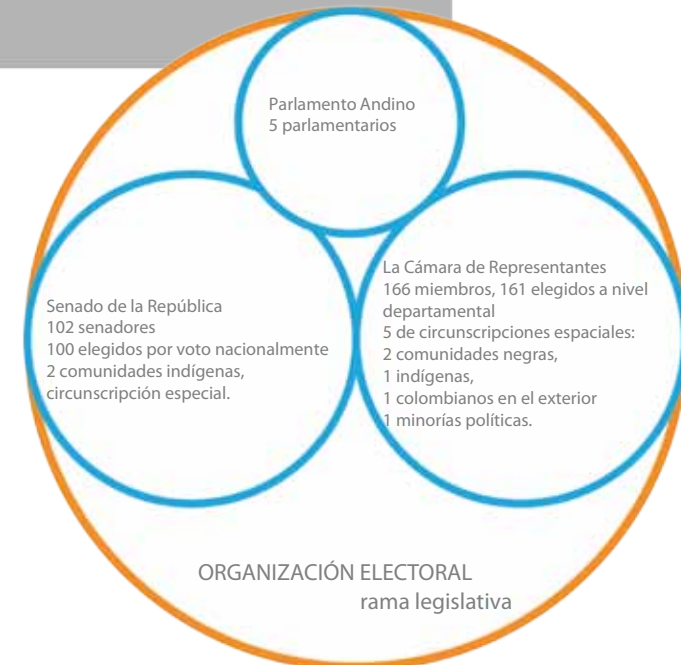 Parlamento Andino
5 parlamentarios
Senado de la República
102 senadores
100 elegidos por voto nacionalmente
2 comunidades indígenas,
circunscripción especial.
La Cámara de Representantes
166 miembros, 161 elegidos a nivel
departamental
5 de circunscripciones espaciales:
2 comunidades negras,
1 indígenas,
1 colombianos en el exterior
1 minorías políticas.
ORGANIZACIÓN ELECTORAL
rama legislativa